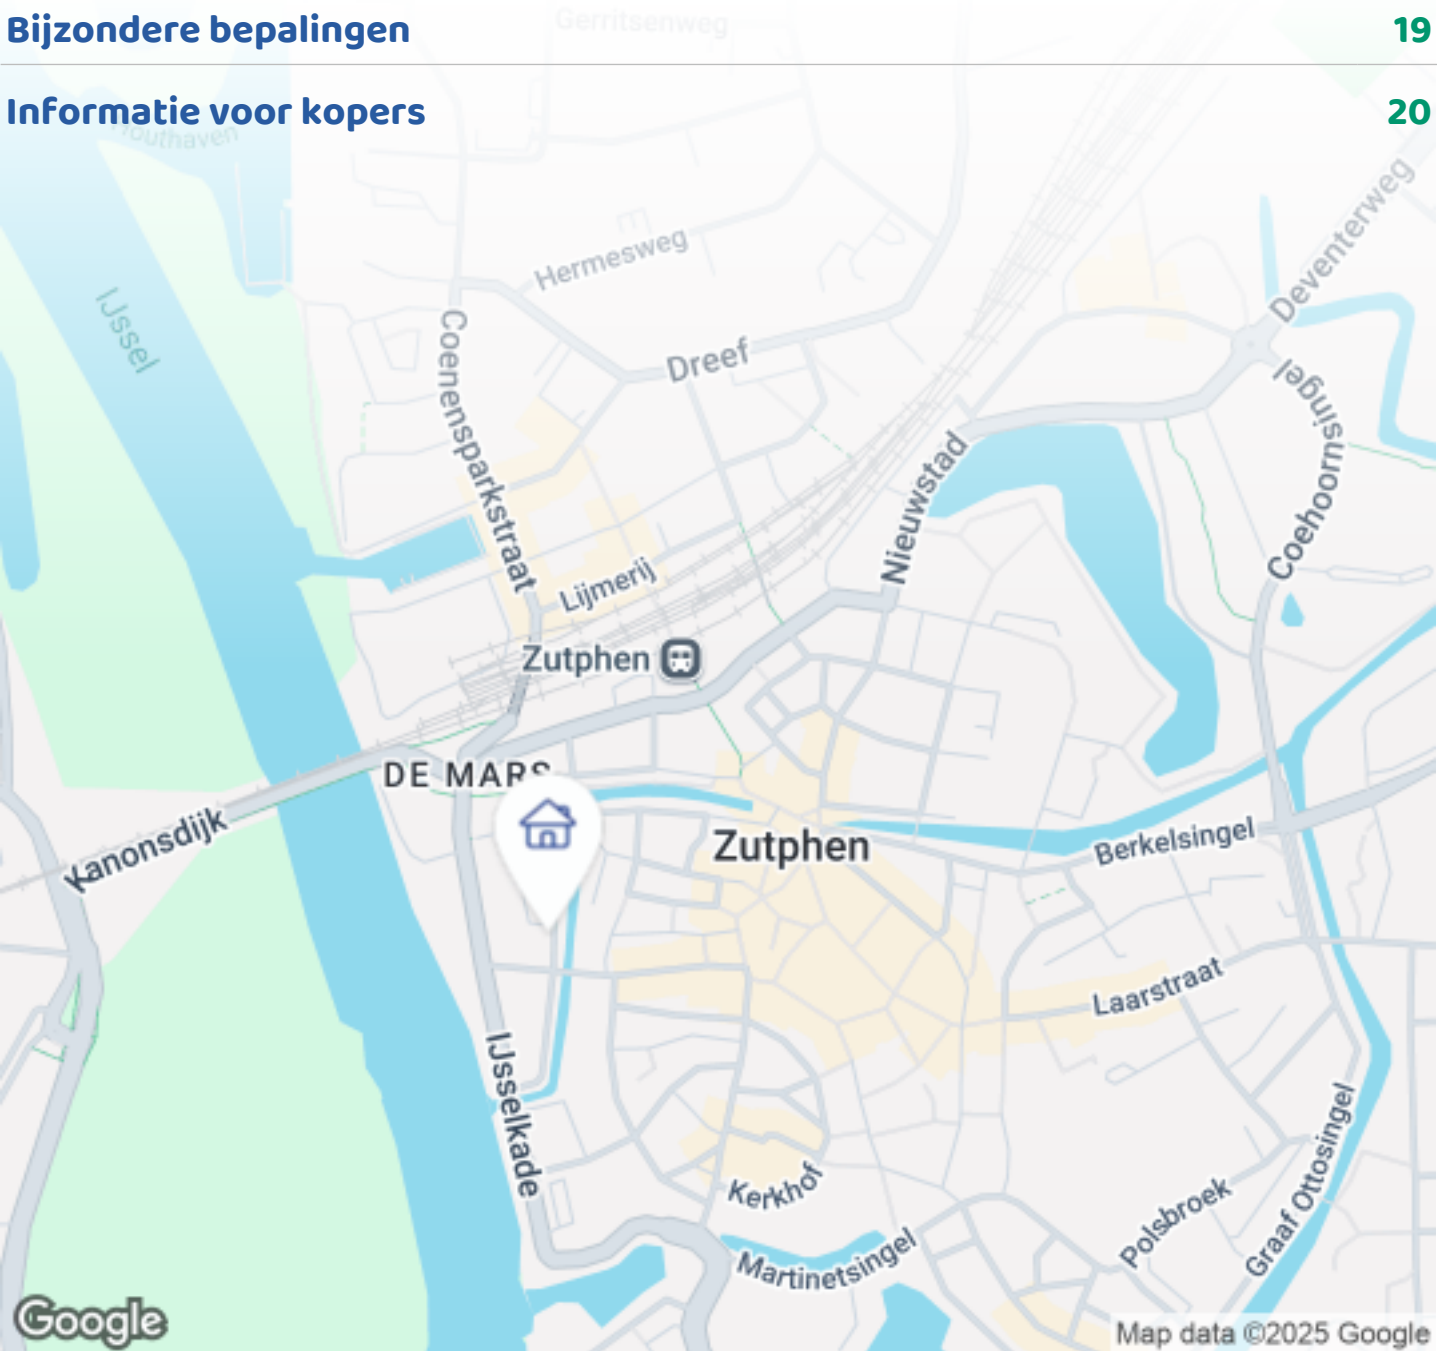 Gerritsenweg
Bijzondere bepalingen 19
Informatie voor kopers 20
Houthaven
Deventerweg
Hermesweg
IJssel
Coenensparkstraat
Dreef
Coehoornsingel
Nieuwstad
Lijmerij
Zutphen
DE MARS
Kanonsdijk
Zutphen
Berkelsingel
Laarstraat
IJsselkade
Kerkhof
Polsbroek
Graaf Ottosingel
Martinetsingel
Google
Map data ©2025 Google